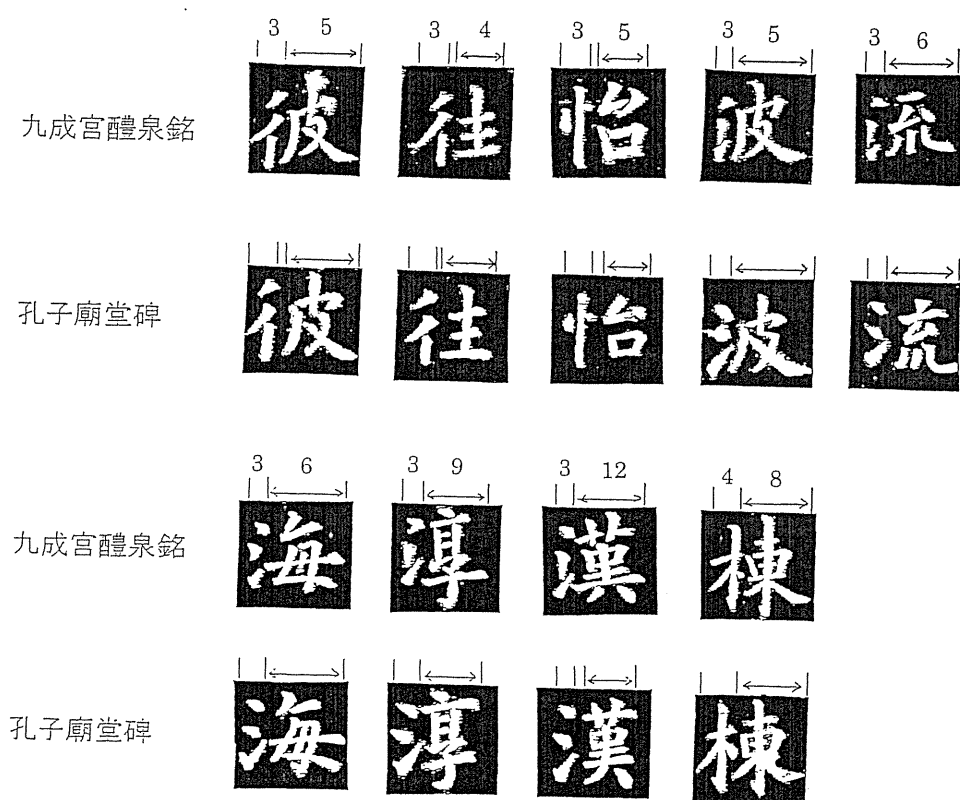 3 5 3 4 3 5 3 5 3 6
九成宮醴泉銘 彼 往 怡 波 流
孔子廟堂碑 彼 往 怡 波 流
3 6 3 9 3 12 4 8
九成宮醴泉銘 海 淳 漢 棟
孔子廟堂碑 海 淳 漢 棟